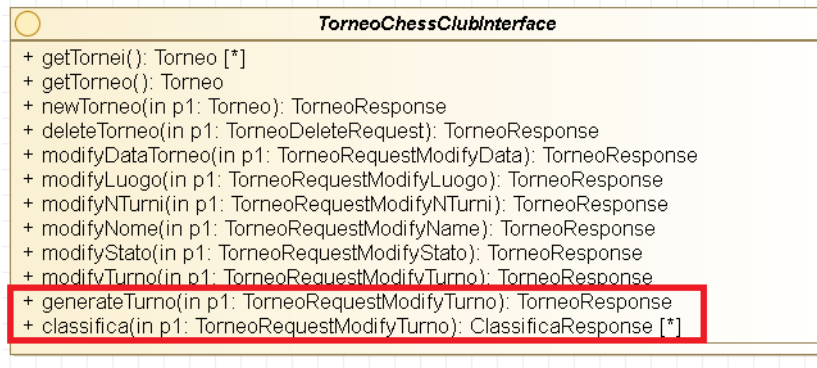 TorneoChessClubInterface
+ getTornei(): Torneo [*]
+ getTorneo(): Torneo
+ newTorneo(in p1: Torneo): TorneoResponse
+ deleteTorneo(in p1: TorneoDeleteRequest): TorneoResponse
+ modifyDataTorneo(in p1: TorneoRequestModifyData): TorneoResponse
+ modifyLuogo(in p1: TorneoRequestModifyLuogo): TorneoResponse
+ modifyNTurni(in p1: TorneoRequestModifyNTurni): TorneoResponse
+ modifyNome(in p1: TorneoRequestModifyName): TorneoResponse
+ modifyStato(in p1: TorneoRequestModifyStato): TorneoResponse
+ modifyTurno(in p1: TorneoRequestModifyTurno): TorneoResponse
+ generateTurno(in p1: TorneoRequestModifyTurno): TorneoResponse
+ classifica(in p1: TorneoRequestModifyTurno): ClassificaResponse [*]